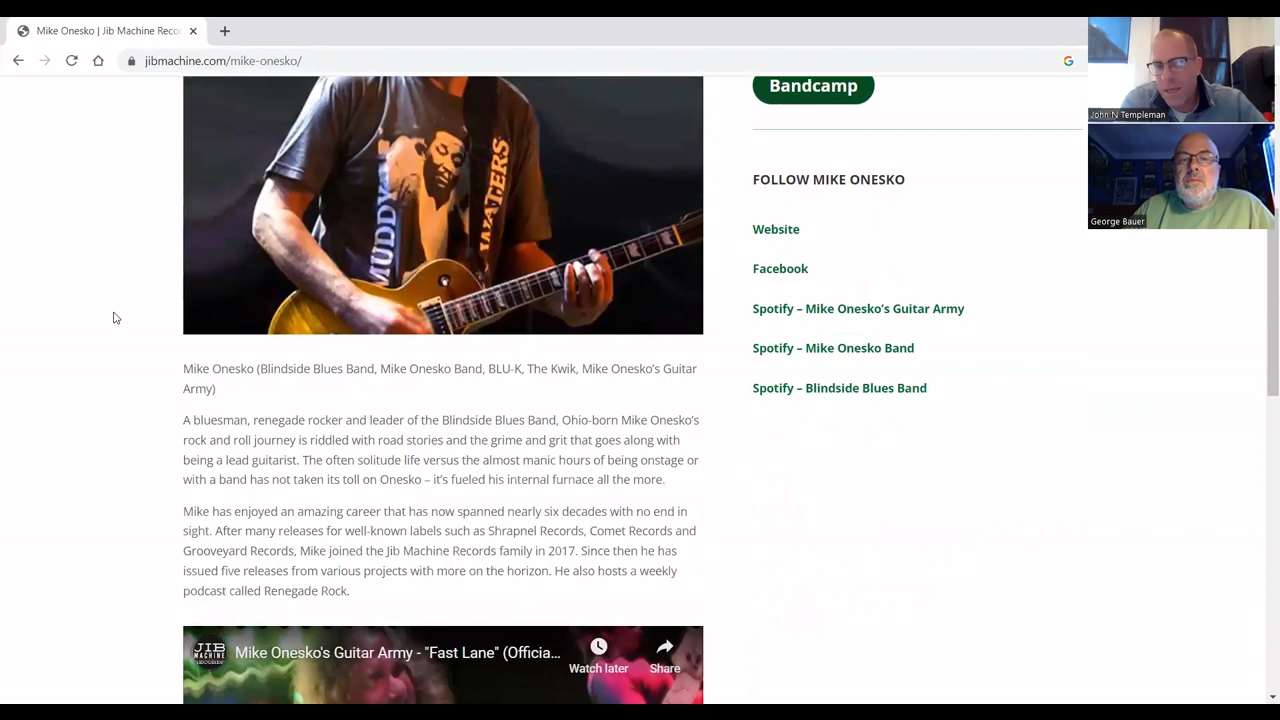 Mike Onesko | Jib Machine Reco
jibmachine.com/mike-onesko/
John N Templeman
George Bauer
MUDDY
WATERS
Bandcamp
FOLLOW MIKE ONESKO
Website
Facebook
Spotify – Mike Onesko's Guitar Army
Spotify – Mike Onesko Band
Spotify – Blindside Blues Band
Mike Onesko (Blindside Blues Band, Mike Onesko Band, BLU-K, The Kwik, Mike Onesko's Guitar
Army)
A bluesman, renegade rocker and leader of the Blindside Blues Band, Ohio-born Mike Onesko's
rock and roll journey is riddled with road stories and the grime and grit that goes along with
being a lead guitarist. The often solitude life versus the almost manic hours of being onstage or
with a band has not taken its toll on Onesko – it's fueled his internal furnace all the more.
Mike has enjoyed an amazing career that has now spanned nearly six decades with no end in
sight. After many releases for well-known labels such as Shrapnel Records, Comet Records and
Grooveyard Records, Mike joined the Jib Machine Records family in 2017. Since then he has
issued five releases from various projects with more on the horizon. He also hosts a weekly
podcast called Renegade Rock.
JIB
MACHINE
RECORDS
Mike Onesko's Guitar Army - "Fast Lane" (Officia...
Watch later
Share